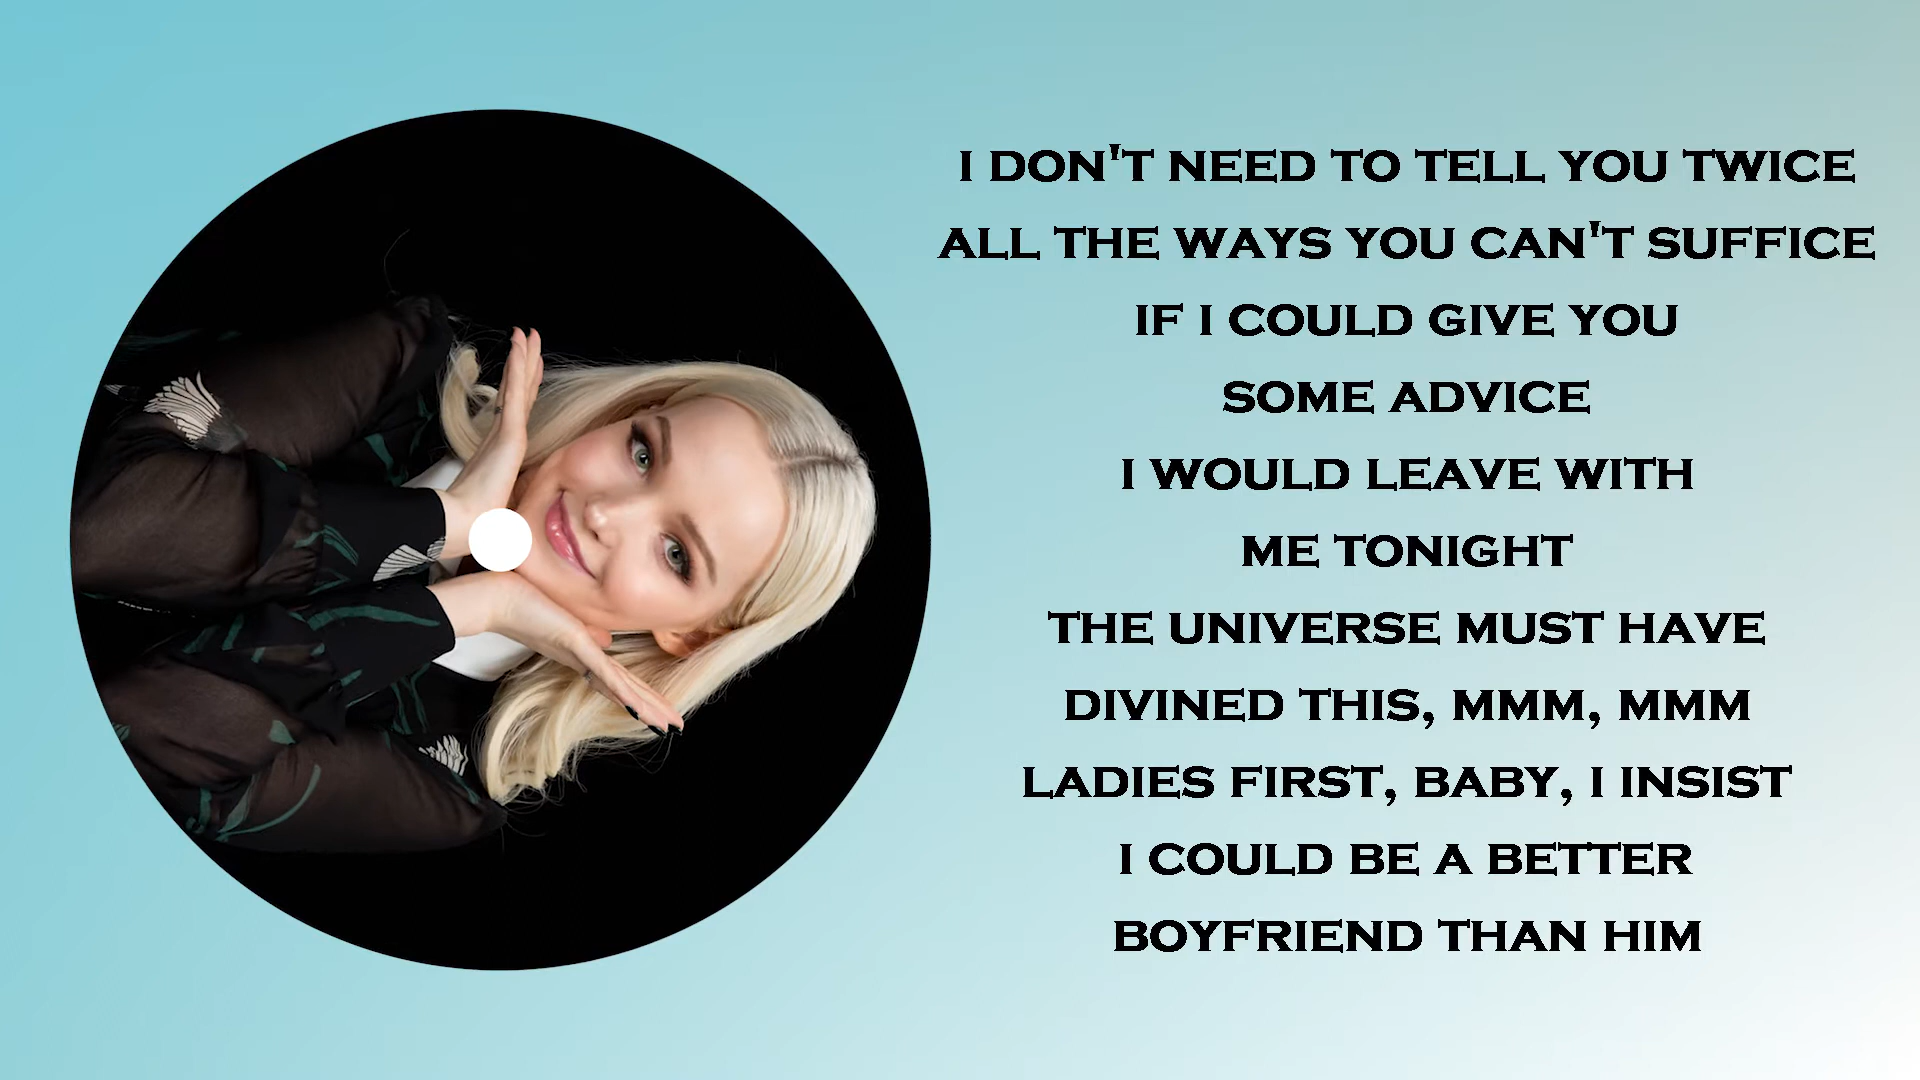 I DON'T NEED TO TELL YOU TWICE
ALL THE WAYS YOU CAN'T SUFFICE
IF I COULD GIVE YOU
SOME ADVICE
I WOULD LEAVE WITH
ME TONIGHT
THE UNIVERSE MUST HAVE
DIVINED THIS, MMM, MMM
LADIES FIRST, BABY, I INSIST
I COULD BE A BETTER
BOYFRIEND THAN HIM